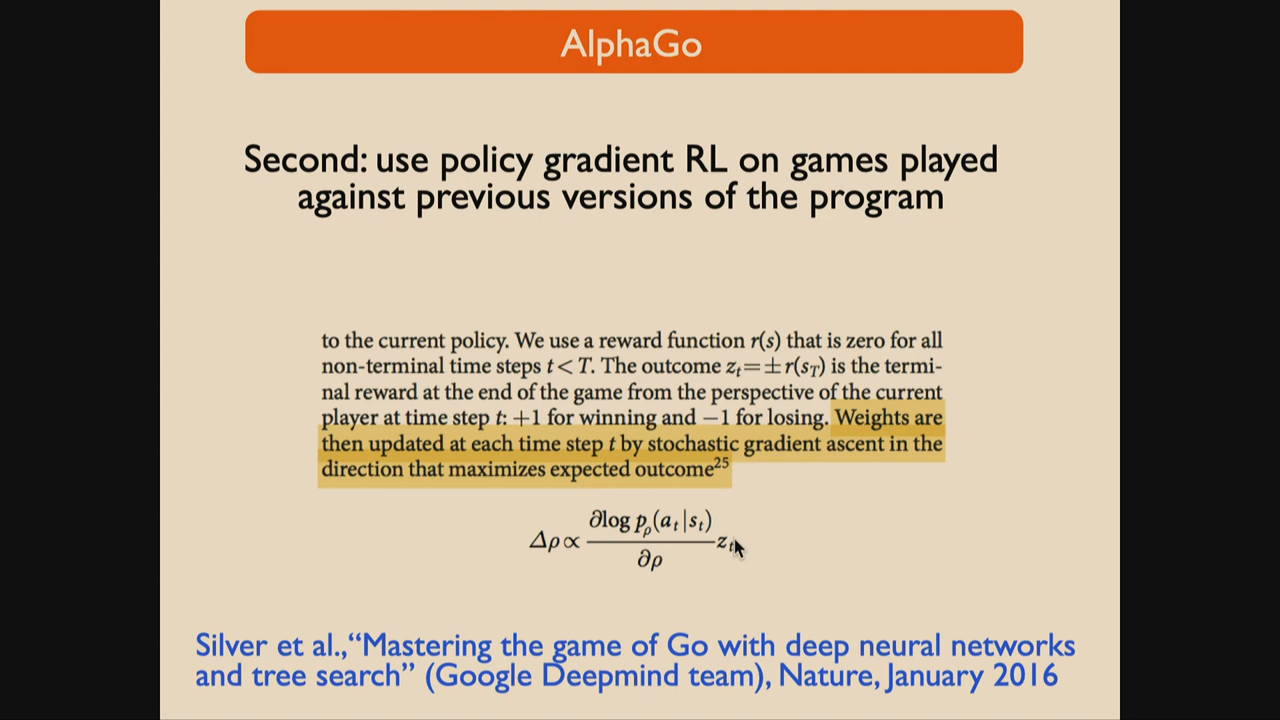 AlphaGo
Second: use policy gradient RL on games played
against previous versions of the program
to the current policy. We use a reward function r(s) that is zero for all
non-terminal time steps t < T. The outcome zₜ = ± r(s_T) is the termi-
nal reward at the end of the game from the perspective of the current
player at time step t: +1 for winning and −1 for losing. Weights are
then updated at each time step t by stochastic gradient ascent in the
direction that maximizes expected outcome²⁵
Δρ ∝ ∂log p_ρ(aₜ|sₜ) / ∂ρ zₜ
Silver et al., “Mastering the game of Go with deep neural networks
and tree search” (Google Deepmind team), Nature, January 2016